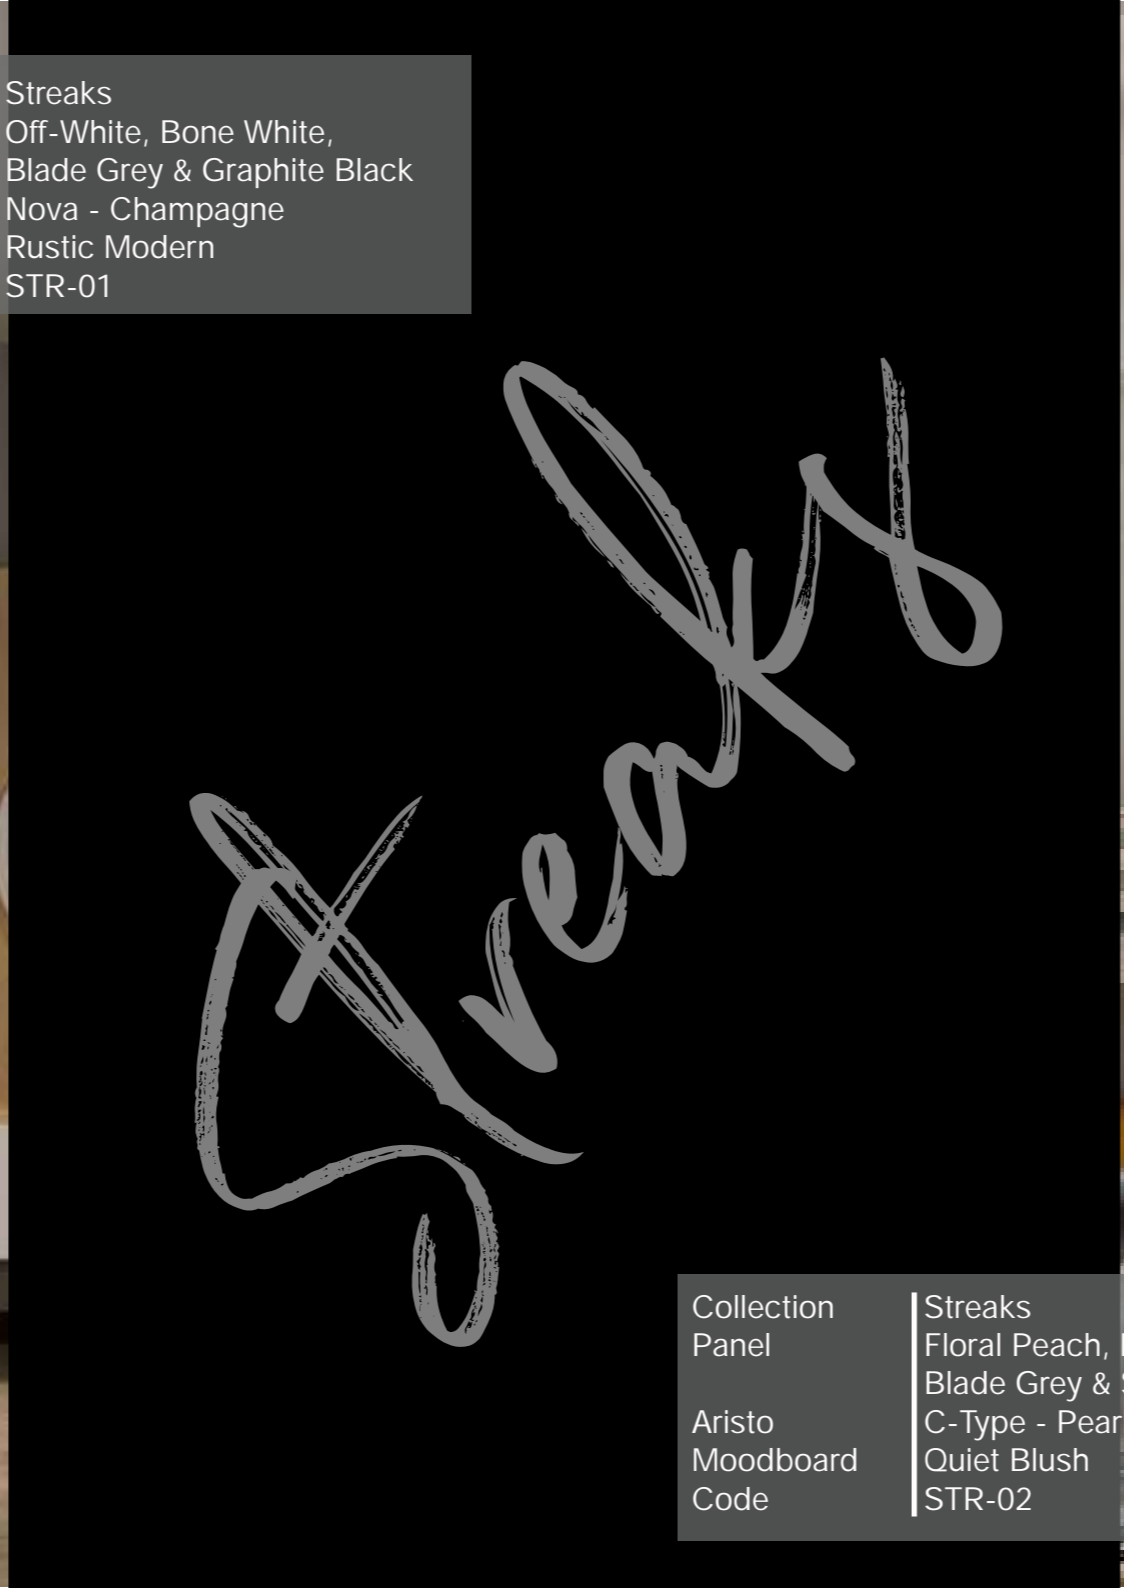 Streaks
Off-White, Bone White,
Blade Grey & Graphite Black
Nova - Champagne
Rustic Modern
STR-01
Streaks
Collection Streaks
Panel Floral Peach,
Blade Grey &
Aristo C-Type - Pear
Moodboard Quiet Blush
Code STR-02